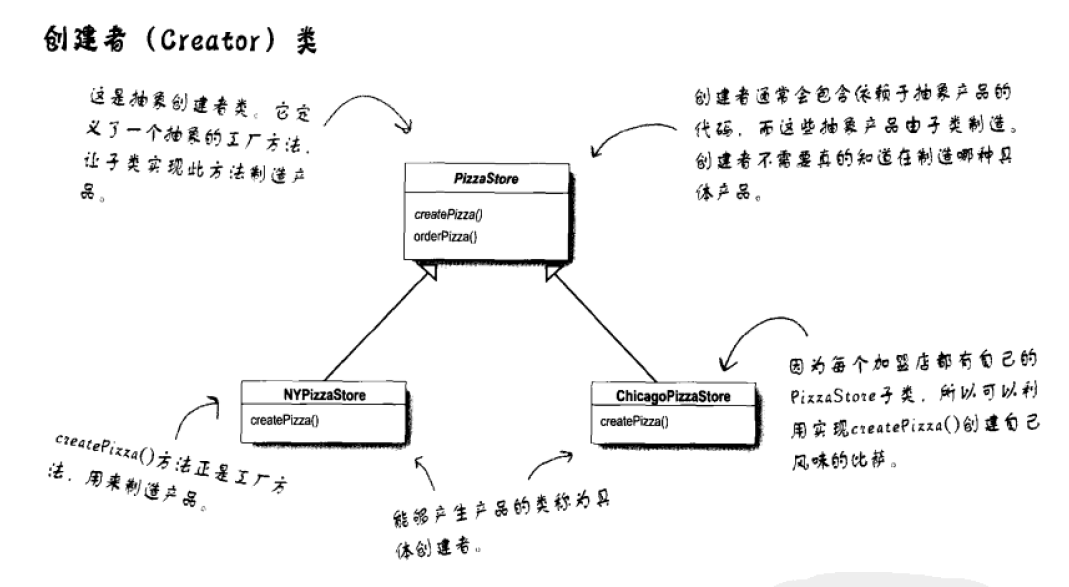 创建者（Creator）类
这是抽象创建者类。它定
义了一个抽象的工厂方法，
让子类实现此方法制造产
品。
创建者通常会包含依赖于抽象产品的
代码，而这些抽象产品由子类制造。
创建者不需要真的知道在制造哪种具
体产品。
PizzaStore
createPizza()
orderPizza()
NYPizzaStore
createPizza()
ChicagoPizzaStore
createPizza()
因为每个加盟店都有自己的
PizzaStore子类，所以可以利
用实现createPizza()创建自己
风味的比萨。
createPizza()方法正是工厂方
法，用来制造产品。
能够产生产品的类称为具
体创建者。